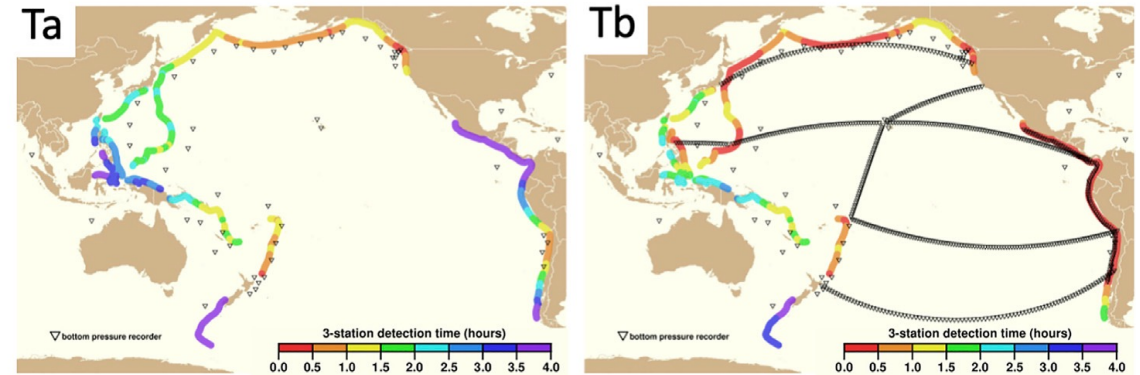 Ta
3-station detection time (hours)
▽ bottom pressure recorder
0.0 0.5 1.0 1.5 2.0 2.5 3.0 3.5 4.0
Tb
3-station detection time (hours)
▽ bottom pressure recorder
0.0 0.5 1.0 1.5 2.0 2.5 3.0 3.5 4.0